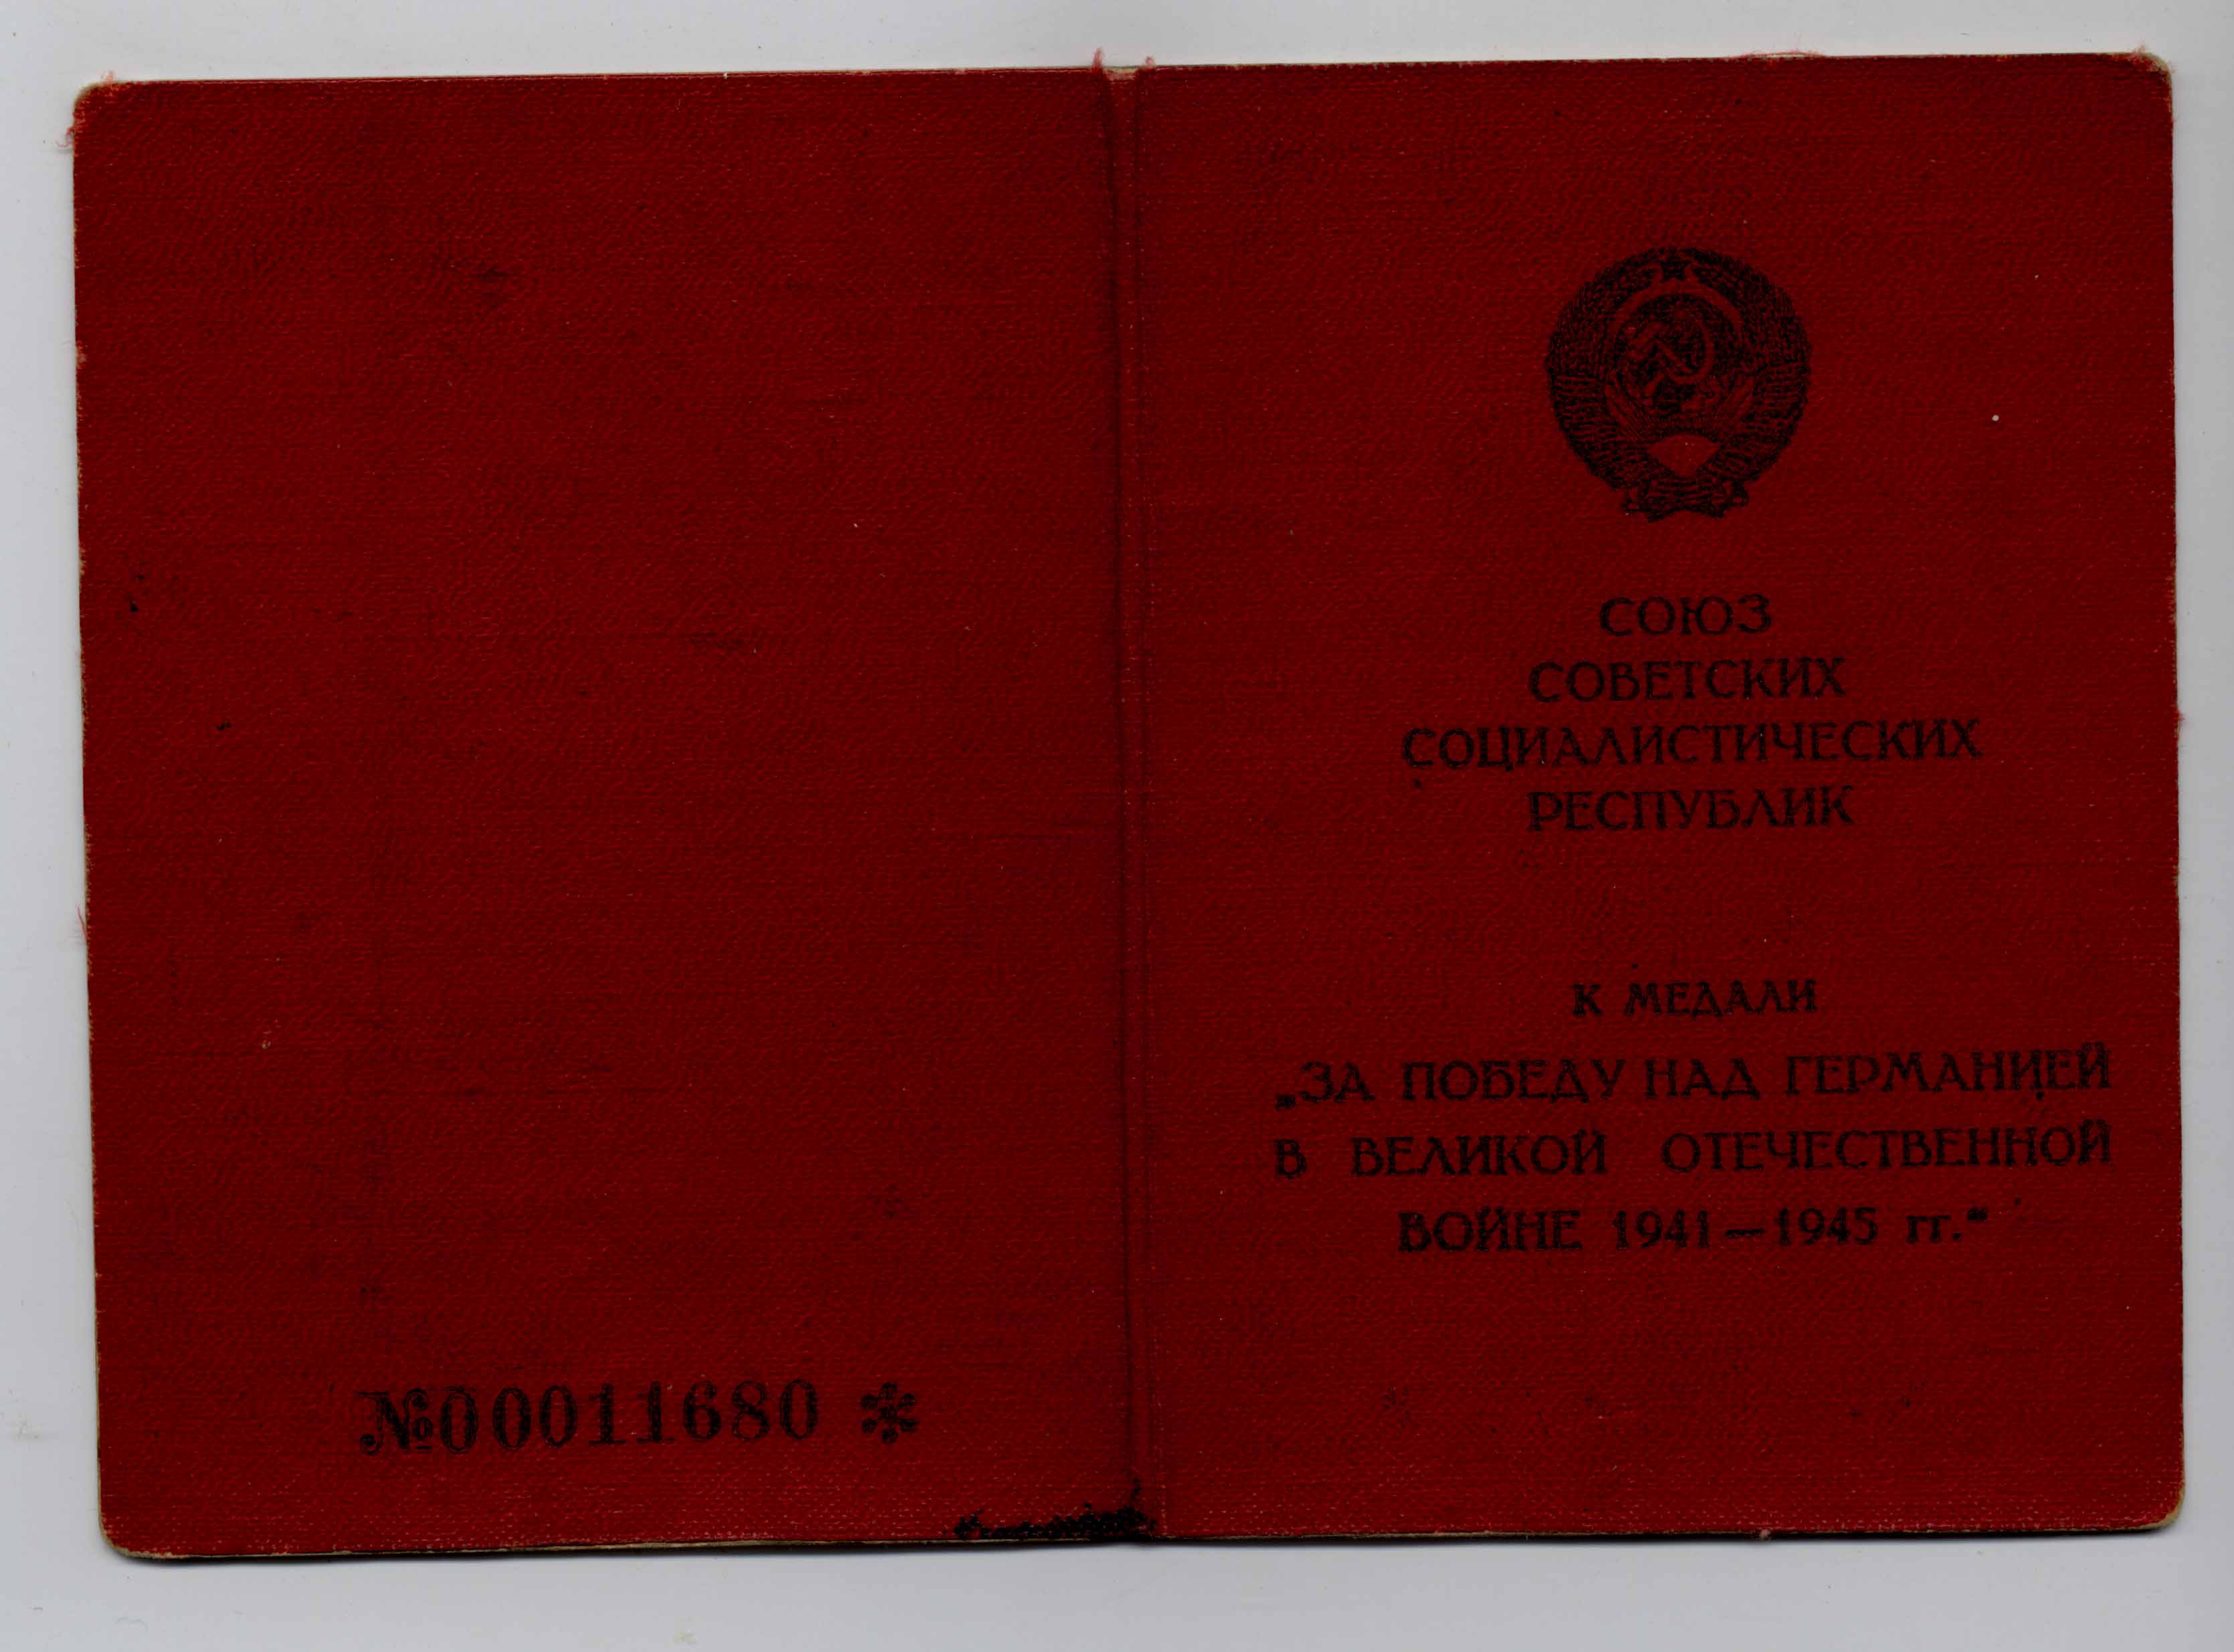 №00011680 *
СОЮЗ
СОВЕТСКИХ
СОЦИАЛИСТИЧЕСКИХ
РЕСПУБЛИК
К МЕДАЛИ
„ЗА ПОБЕДУ НАД ГЕРМАНИЕЙ
В ВЕЛИКОЙ ОТЕЧЕСТВЕННОЙ
ВОЙНЕ 1941—1945 гг.“